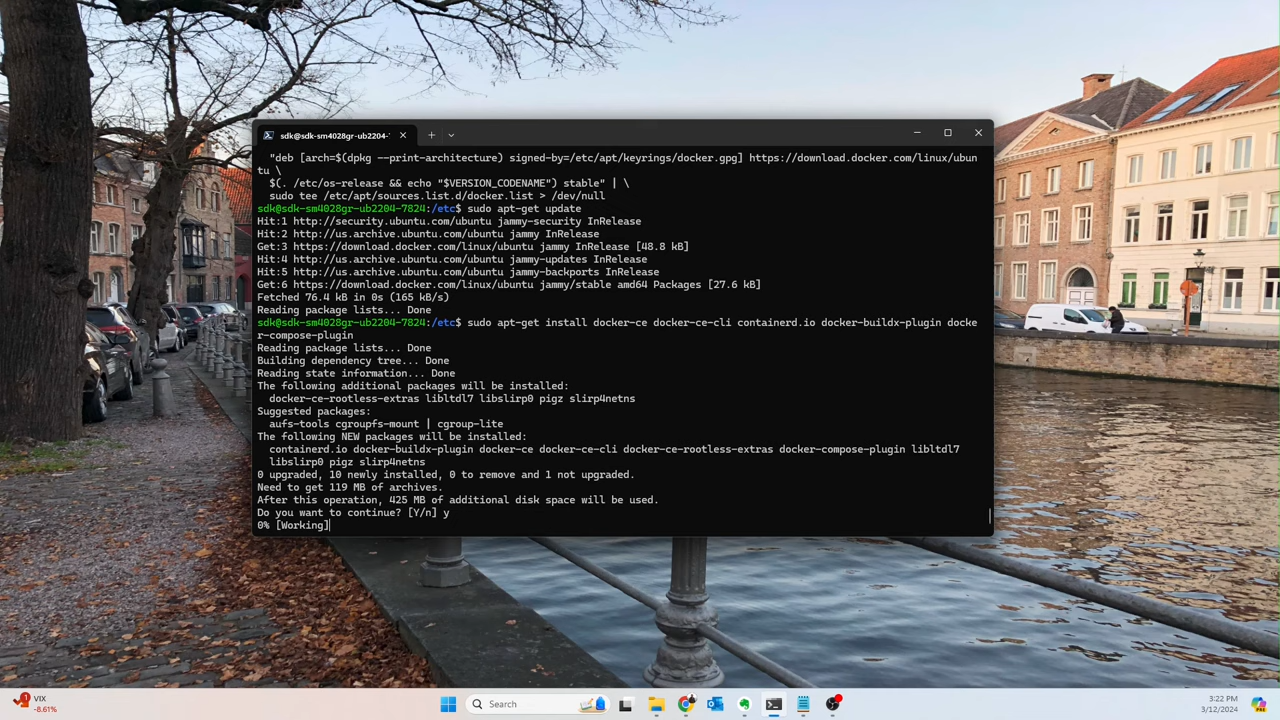 sdk@sdk-sm4028gr-ub2204-
"deb [arch=$(dpkg --print-architecture) signed-by=/etc/apt/keyrings/docker.gpg] https://download.docker.com/linux/ubun
tu \
$(. /etc/os-release && echo "$VERSION_CODENAME") stable" | \
sudo tee /etc/apt/sources.list.d/docker.list > /dev/null
sdk@sdk-sm4028gr-ub2204-7824:/etc$ sudo apt-get update
Hit:1 http://security.ubuntu.com/ubuntu jammy-security InRelease
Hit:2 http://us.archive.ubuntu.com/ubuntu jammy InRelease
Get:3 https://download.docker.com/linux/ubuntu jammy InRelease [48.8 kB]
Hit:4 http://us.archive.ubuntu.com/ubuntu jammy-updates InRelease
Hit:5 http://us.archive.ubuntu.com/ubuntu jammy-backports InRelease
Get:6 https://download.docker.com/linux/ubuntu jammy/stable amd64 Packages [27.6 kB]
Fetched 76.4 kB in 0s (165 kB/s)
Reading package lists... Done
sdk@sdk-sm4028gr-ub2204-7824:/etc$ sudo apt-get install docker-ce docker-ce-cli containerd.io docker-buildx-plugin docke
r-compose-plugin
Reading package lists... Done
Building dependency tree... Done
Reading state information... Done
The following additional packages will be installed:
docker-ce-rootless-extras libltdl7 libslirp0 pigz slirp4netns
Suggested packages:
aufs-tools cgroupfs-mount | cgroup-lite
The following NEW packages will be installed:
containerd.io docker-buildx-plugin docker-ce docker-ce-cli docker-ce-rootless-extras docker-compose-plugin libltdl7
libslirp0 pigz slirp4netns
0 upgraded, 10 newly installed, 0 to remove and 1 not upgraded.
Need to get 119 MB of archives.
After this operation, 425 MB of additional disk space will be used.
Do you want to continue? [Y/n] y
0% [Working]
1
VIX
-8.61%
Search
3:22 PM
3/12/2024